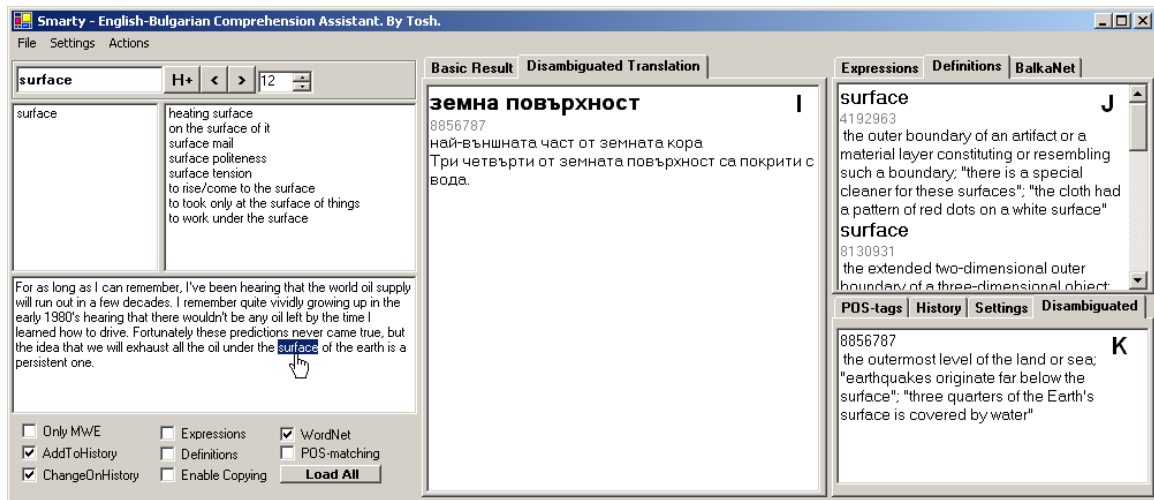 Smarty - English-Bulgarian Comprehension Assistant. By Tosh.
File Settings Actions
surface H+ < > 12
surface
heating surface
on the surface of it
surface mail
surface politeness
surface tension
to rise/come to the surface
to took only at the surface of things
to work under the surface
For as long as I can remember, I've been hearing that the world oil supply
will run out in a few decades. I remember quite vividly growing up in the
early 1980's hearing that there wouldn't be any oil left by the time I
learned how to drive. Fortunately these predictions never came true, but
the idea that we will exhaust all the oil under the surface of the earth is a
persistent one.
Only MWE Expressions WordNet
AddToHistory Definitions POS-matching
ChangeOnHistory Enable Copying Load All
Basic Result Disambiguated Translation
земна повърхност I
8856787
най-външната част от земната кора
Три четвърти от земната повърхност са покрити с
вода.
Expressions Definitions BalkaNet
surface J
4192963
the outer boundary of an artifact or a
material layer constituting or resembling
such a boundary; "there is a special
cleaner for these surfaces"; "the cloth had
a pattern of red dots on a white surface"
surface
8130931
the extended two-dimensional outer
boundary of a three-dimensional object;
POS-tags History Settings Disambiguated
8856787 K
the outermost level of the land or sea;
"earthquakes originate far below the
surface"; "three quarters of the Earth's
surface is covered by water"